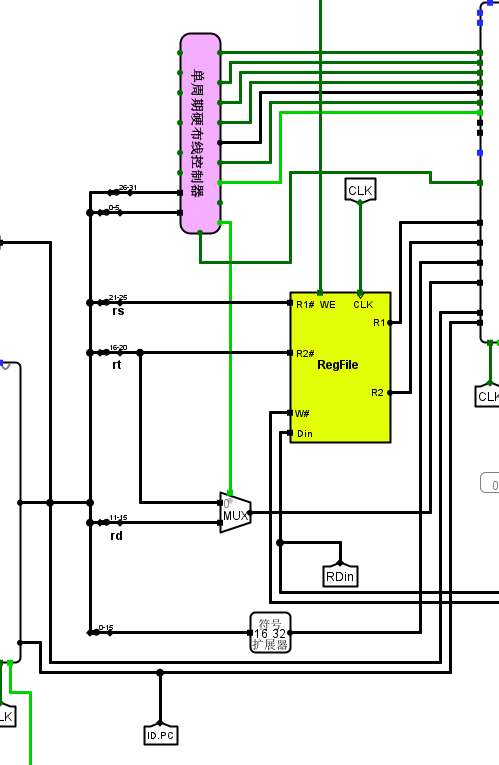 单周期硬布线控制器
26-31
0-5
CLK
21-25
rs
R1# WE CLK
R1
16-20
rt
R2#
RegFile
R2
CLK
W#
Din
0
0
MUX
11-15
rd
RDin
0-15
符号
16 32
扩展器
LK
ID.PC